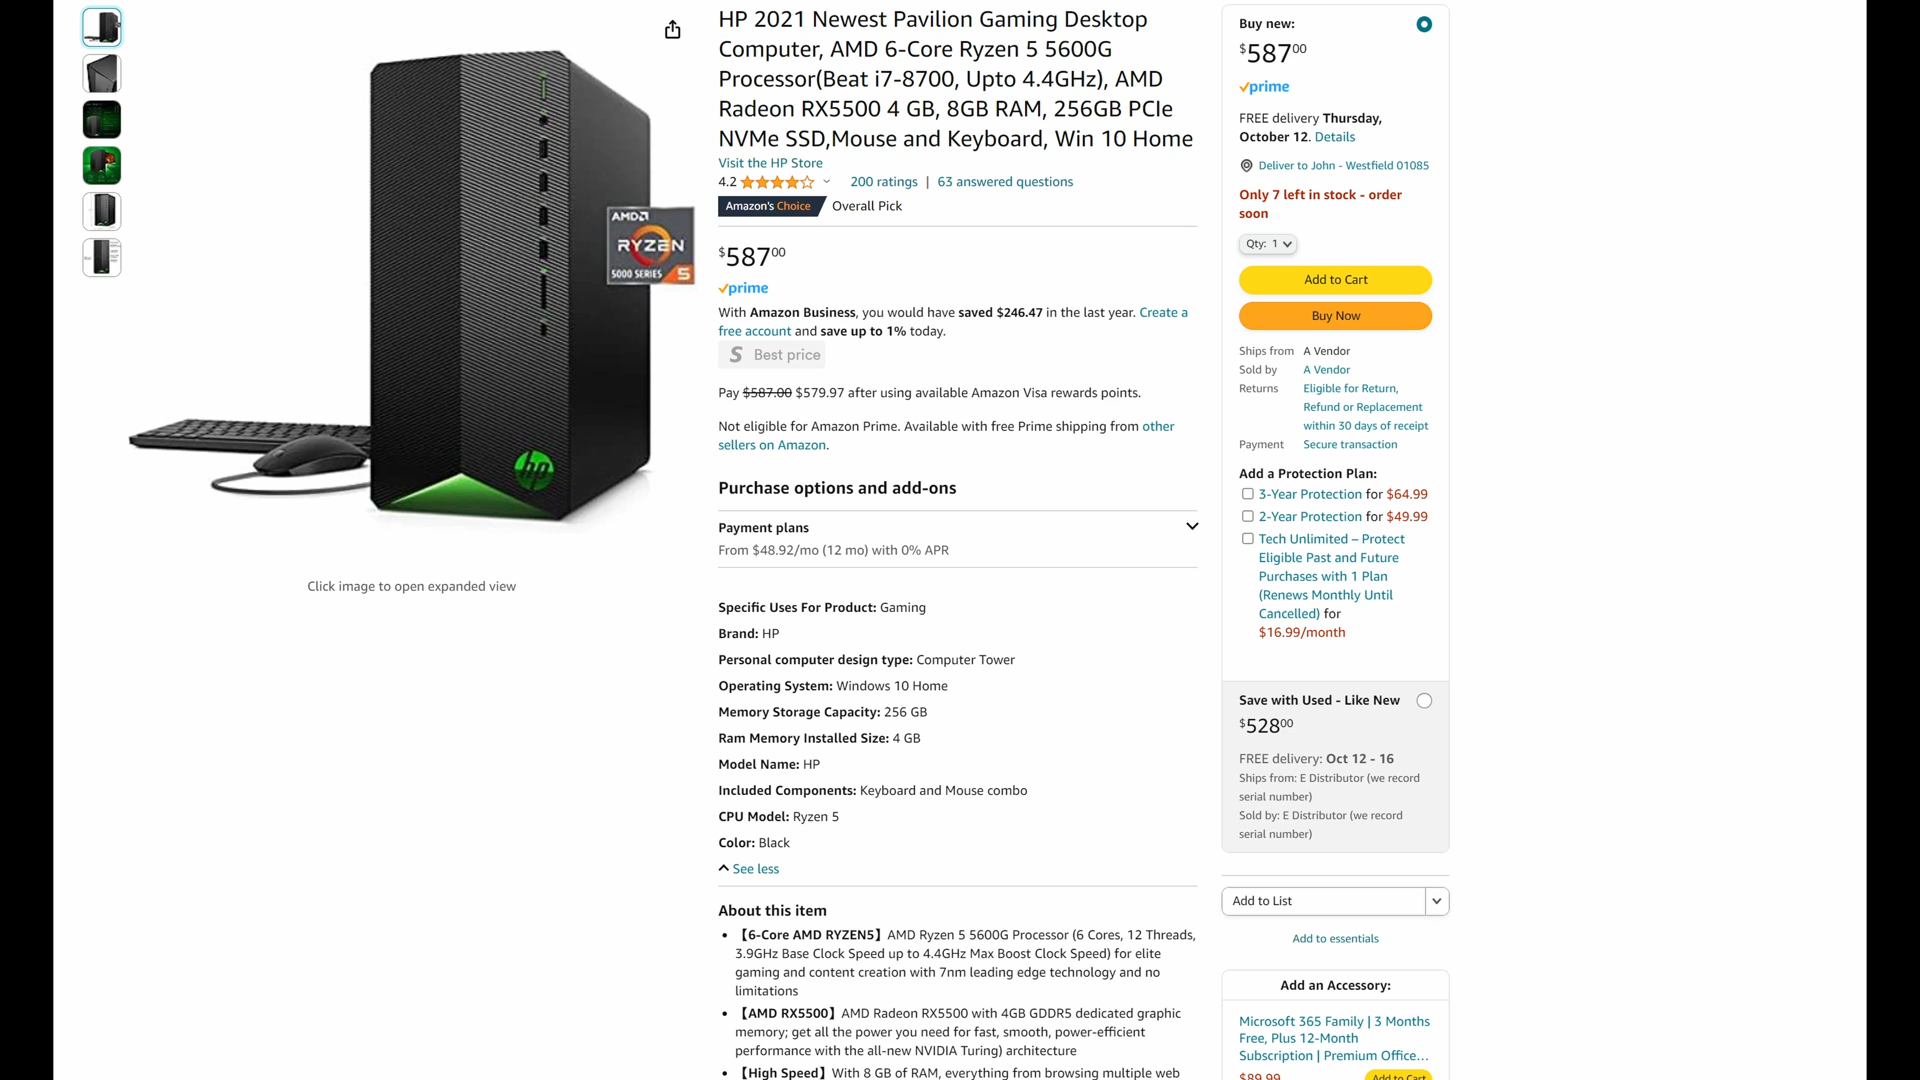 HP 2021 Newest Pavilion Gaming Desktop
Computer, AMD 6-Core Ryzen 5 5600G
Processor(Beat i7-8700, Upto 4.4GHz), AMD
Radeon RX5500 4 GB, 8GB RAM, 256GB PCIe
NVMe SSD,Mouse and Keyboard, Win 10 Home
Visit the HP Store
4.2 200 ratings | 63 answered questions
Amazon's Choice Overall Pick
$587.00
prime
With Amazon Business, you would have saved $246.47 in the last year. Create a
free account and save up to 1% today.
S Best price
Pay $587.00 $579.97 after using available Amazon Visa rewards points.
Not eligible for Amazon Prime. Available with free Prime shipping from other
sellers on Amazon.
Purchase options and add-ons
Payment plans
From $48.92/mo (12 mo) with 0% APR
Specific Uses For Product: Gaming
Brand: HP
Personal computer design type: Computer Tower
Operating System: Windows 10 Home
Memory Storage Capacity: 256 GB
Ram Memory Installed Size: 4 GB
Model Name: HP
Included Components: Keyboard and Mouse combo
CPU Model: Ryzen 5
Color: Black
See less
About this item
• 【6-Core AMD RYZEN5】AMD Ryzen 5 5600G Processor (6 Cores, 12 Threads,
3.9GHz Base Clock Speed up to 4.4GHz Max Boost Clock Speed) for elite
gaming and content creation with 7nm leading edge technology and no
limitations
• 【AMD RX5500】AMD Radeon RX5500 with 4GB GDDR5 dedicated graphic
memory; get all the power you need for fast, smooth, power-efficient
performance with the all-new NVIDIA Turing) architecture
• 【High Speed】With 8 GB of RAM, everything from browsing multiple web
AMD
RYZEN
5000 SERIES 5
hp
Click image to open expanded view
Buy new:
$587.00
prime
FREE delivery Thursday,
October 12. Details
Deliver to John - Westfield 01085
Only 7 left in stock - order
soon
Qty: 1
Add to Cart
Buy Now
Ships from A Vendor
Sold by A Vendor
Returns Eligible for Return,
Refund or Replacement
within 30 days of receipt
Payment Secure transaction
Add a Protection Plan:
3-Year Protection for $64.99
2-Year Protection for $49.99
Tech Unlimited – Protect
Eligible Past and Future
Purchases with 1 Plan
(Renews Monthly Until
Cancelled) for
$16.99/month
Save with Used - Like New
$528.00
FREE delivery: Oct 12 - 16
Ships from: E Distributor (we record
serial number)
Sold by: E Distributor (we record
serial number)
Add to List
Add to essentials
Add an Accessory:
Microsoft 365 Family | 3 Months
Free, Plus 12-Month
Subscription | Premium Office...
$89.99 Add to Cart